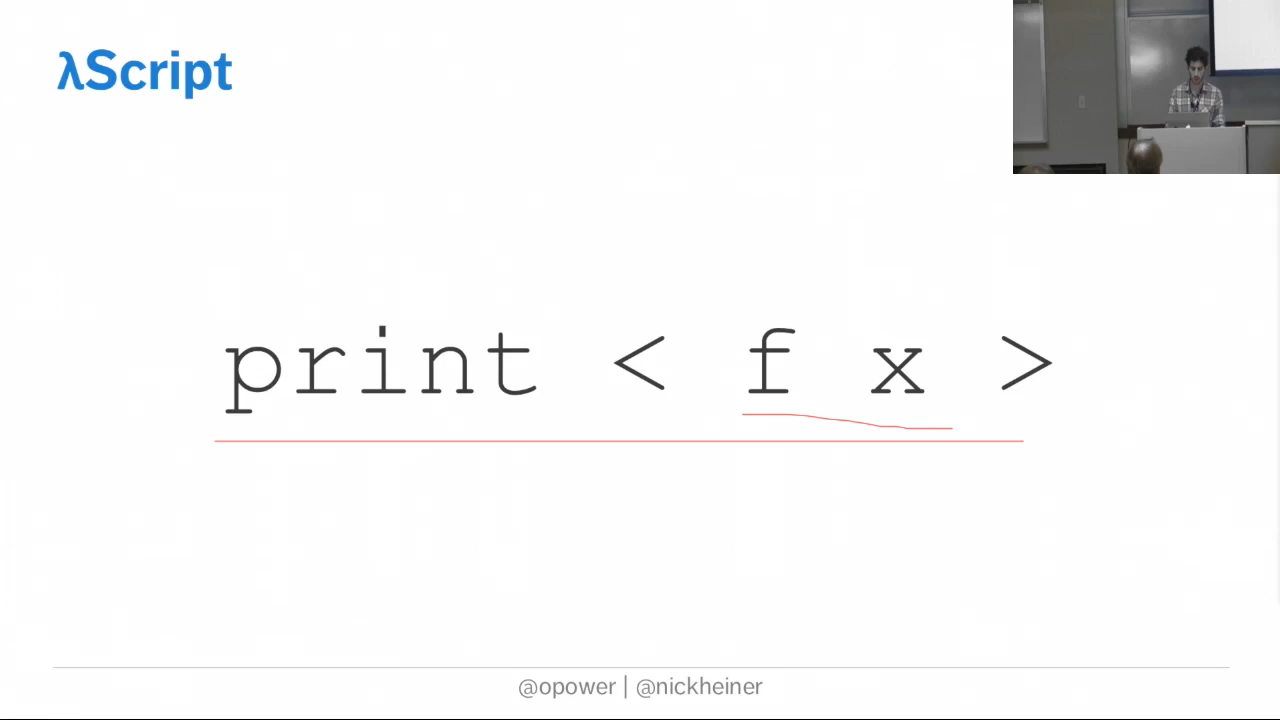 λScript
print < f x >
@opower | @nickheiner